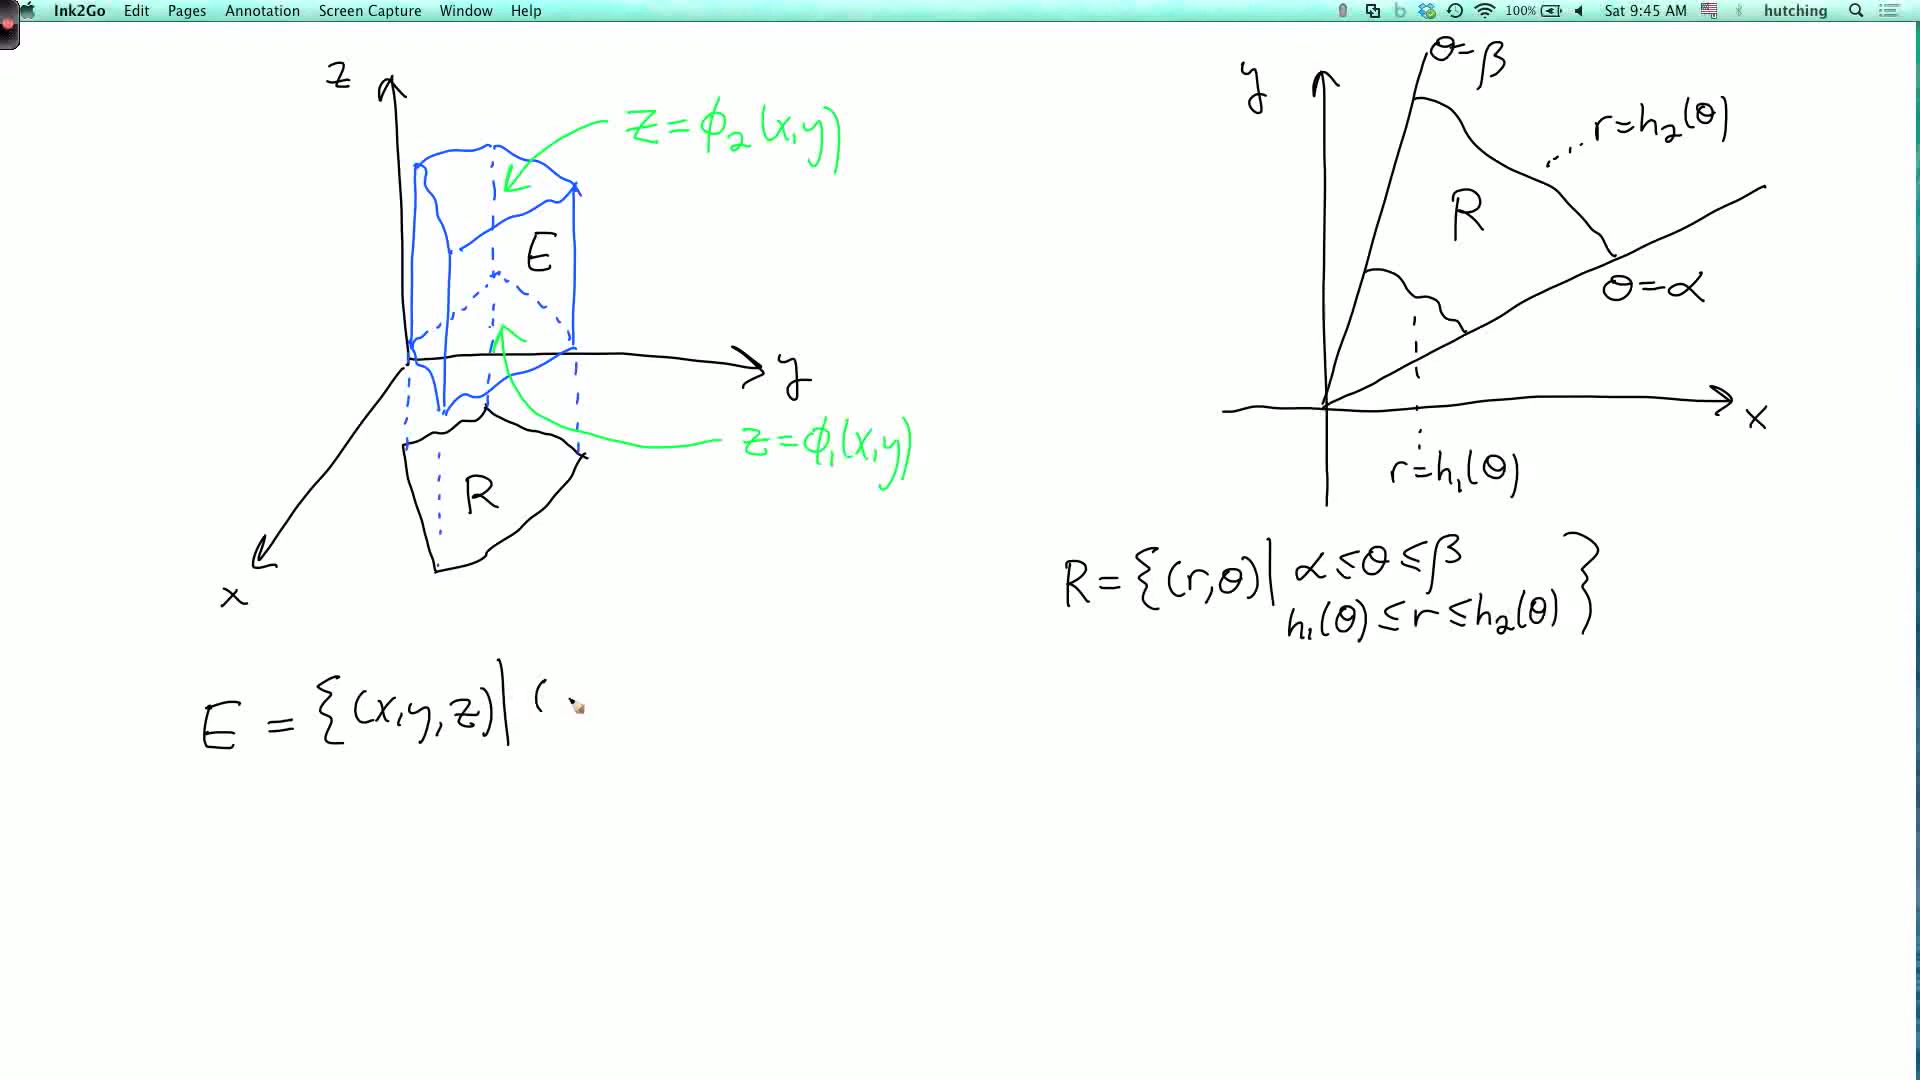 Ink2Go Edit Pages Annotation Screen Capture Window Help 100% Sat 9:45 AM hutching
z
z = ϕ₂(x,y)
E
y
z = ϕ₁(x,y)
R
x
E = {(x,y,z)| (
y
θ=β
r=h₂(θ)
R
θ=α
x
r=h₁(θ)
R = {(r,θ)| α ≤ θ ≤ β
h₁(θ) ≤ r ≤ h₂(θ) }